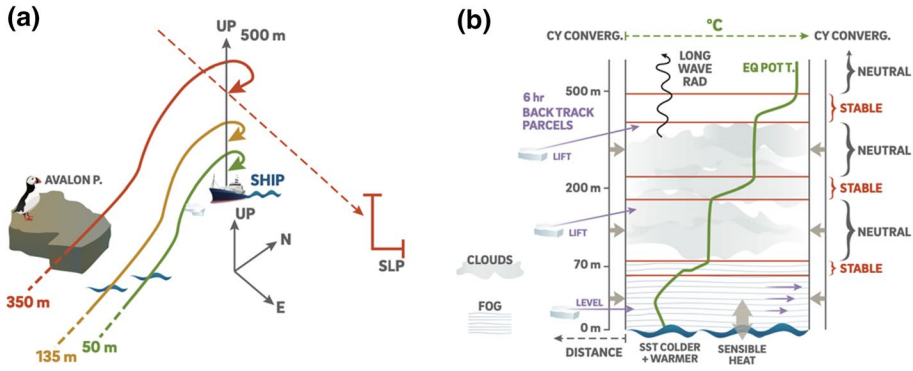 (a)
UP
500 m
AVALON P.
SHIP
UP
N
E
SLP
350 m
135 m
50 m
(b)
°C
CY CONVERG.
CY CONVERG.
LONG
WAVE
RAD
EQ POT T.
NEUTRAL
500 m
6 hr
BACK TRACK
PARCELS
STABLE
LIFT
NEUTRAL
200 m
STABLE
LIFT
NEUTRAL
CLOUDS
70 m
STABLE
FOG
LEVEL
0 m
DISTANCE
SST COLDER
+ WARMER
SENSIBLE
HEAT